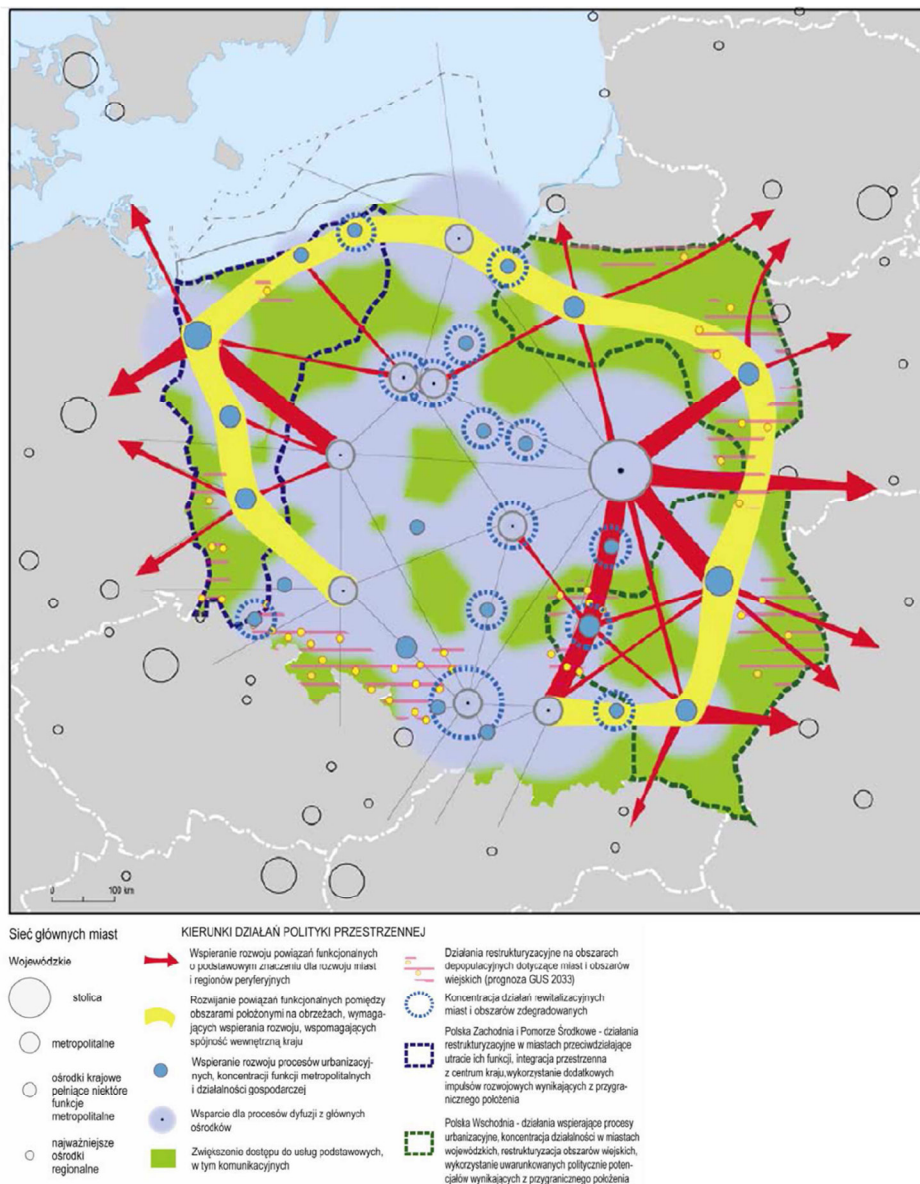 0 100 km
Sieć głównych miast
Wojewódzkie
stolica
metropolitalne
ośrodki krajowe
pełniące niektóre
funkcje
metropolitalne
najważniejsze
ośrodki
regionalne
KIERUNKI DZIAŁAŃ POLITYKI PRZESTRZENNEJ
Wspieranie rozwoju powiązań funkcjonalnych
o podstawowym znaczeniu dla rozwoju miast
i regionów peryferyjnych
Rozwijanie powiązań funkcjonalnych pomiędzy
obszarami położonymi na obrzeżach, wymaga-
jących wspierania rozwoju, wspomagających
spójność wewnętrzną kraju
Wspieranie rozwoju procesów urbanizacyj-
nych, koncentracji funkcji metropolitalnych
i działalności gospodarczej
Wsparcie dla procesów dyfuzji z głównych
ośrodków
Zwiększenie dostępu do usług podstawowych,
w tym komunikacyjnych
Działania restrukturyzacyjne na obszarach
depopulacyjnych dotyczące miast i obszarów
wiejskich (prognoza GUS 2033)
Koncentracja działań rewitalizacyjnych
miast i obszarów zdegradowanych
Polska Zachodnia i Pomorze Środkowe - działania
restrukturyzacyjne w miastach przeciwdziałające
utracie ich funkcji, integracja przestrzenna
z centrum kraju,wykorzystanie dodatkowych
impulsów rozwojowych wynikających z przygra-
nicznego położenia
Polska Wschodnia - działania wspierające procesy
urbanizacyjne, koncentracja działalności w miastach
wojewódzkich, restrukturyzacja obszarów wiejskich,
wykorzystanie uwarunkowanych politycznie poten-
cjałów wynikających z przygranicznego położenia